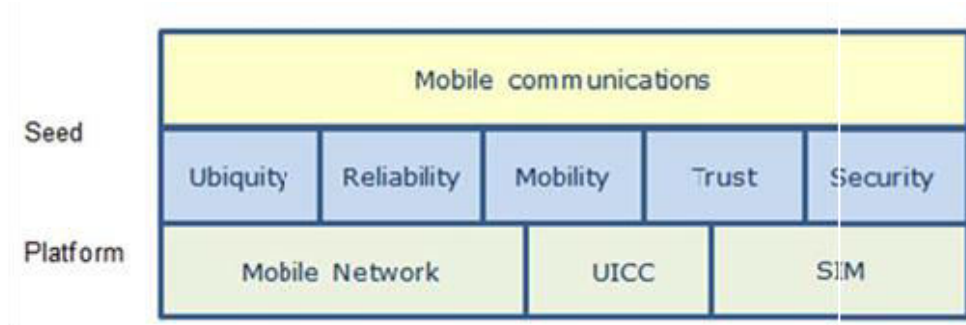 Mobile communications
Seed
Ubiquity Reliability Mobility Trust Security
Platform
Mobile Network UICC SIM